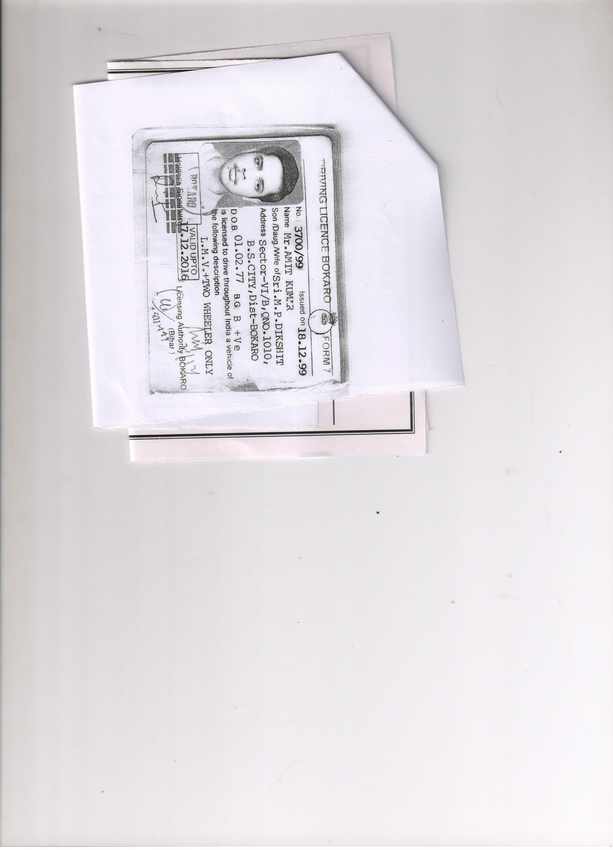 DRIVING LICENCE BOKARO FORM 7
No. 3700/99 Issued on 18.12.99
Name Mr.AMIT KUMAR
Son /Daug./Wife of Sri.M.P.DIKSHIT
Address Sector-VI/B,QNO.1010,
B.S.CITY,Dist-BOKARO
D O B 01.02.77 B.G B +Ve
is licensed to drive throughout India a vehicle of
the following description
L.M.V.+TWO WHEELER ONLY
VALID UPTO
17.12.2016
Licensing Authority BOKARO
(Bihar)